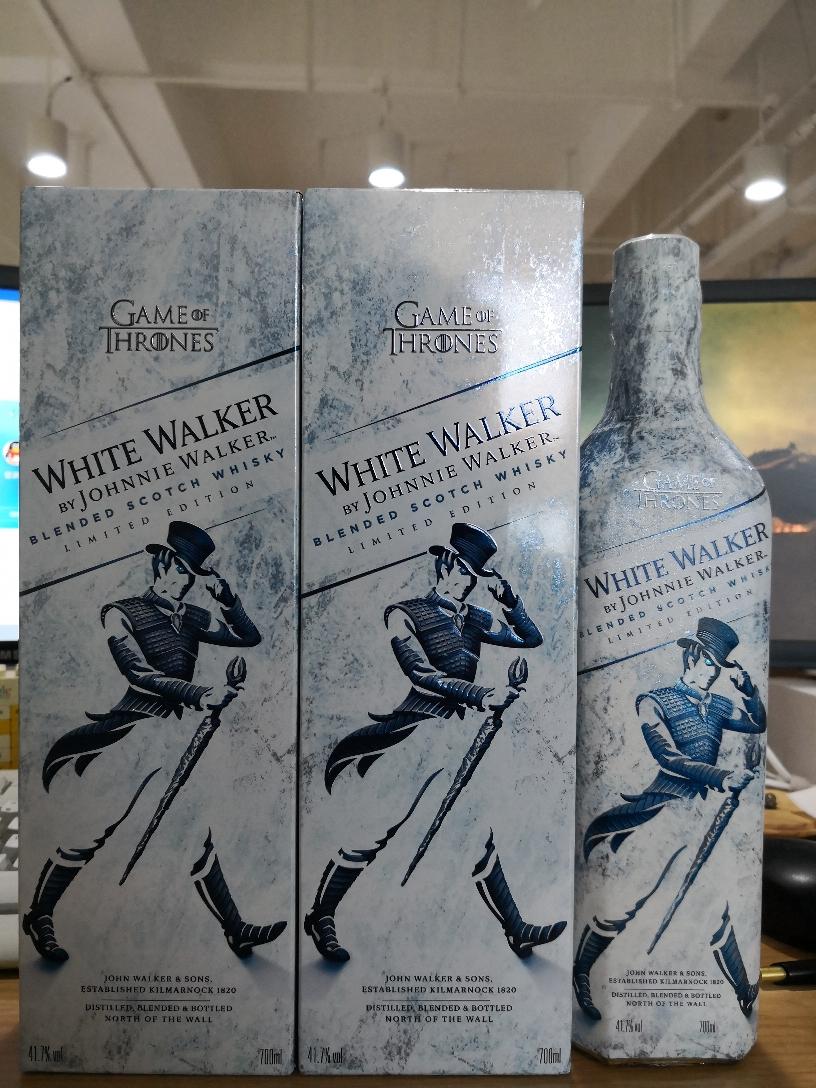 GAME OF
THRONES
WHITE WALKER
BY JOHNNIE WALKER™
BLENDED SCOTCH WHISKY
LIMITED EDITION
JOHN WALKER & SONS,
ESTABLISHED KILMARNOCK 1820
DISTILLED, BLENDED & BOTTLED
NORTH OF THE WALL
41.7% vol 700ml
GAME OF
THRONES
WHITE WALKER
BY JOHNNIE WALKER™
BLENDED SCOTCH WHISKY
LIMITED EDITION
JOHN WALKER & SONS,
ESTABLISHED KILMARNOCK 1820
DISTILLED, BLENDED & BOTTLED
NORTH OF THE WALL
41.7% vol 700ml
GAME OF
THRONES
WHITE WALKER
BY JOHNNIE WALKER™
BLENDED SCOTCH WHISK
LIMITED EDITION
JOHN WALKER & SONS,
ESTABLISHED KILMARNOCK 1820
DISTILLED, BLENDED & BOTTLED
NORTH OF THE WALL
41.7% vol 700ml